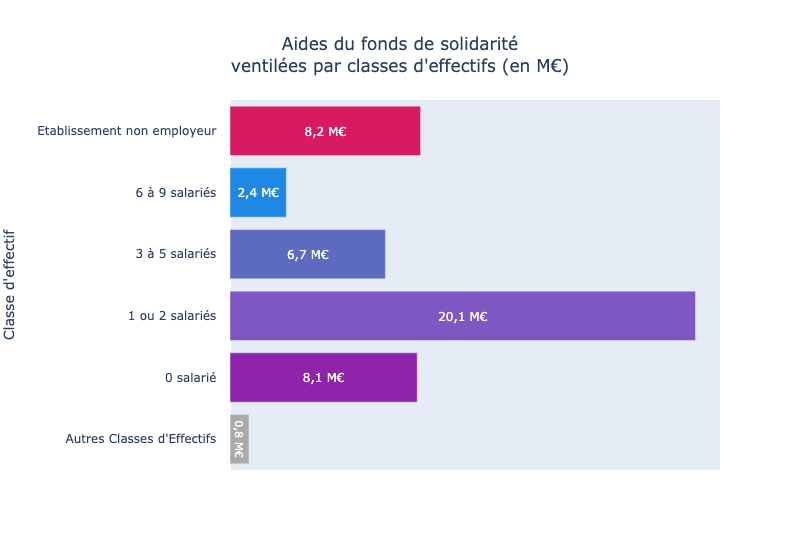 Aides du fonds de solidarité
ventilées par classes d'effectifs (en M€)
Classe d'effectif
Etablissement non employeur
8,2 M€
6 à 9 salariés
2,4 M€
3 à 5 salariés
6,7 M€
1 ou 2 salariés
20,1 M€
0 salarié
8,1 M€
Autres Classes d'Effectifs
0,8 M€